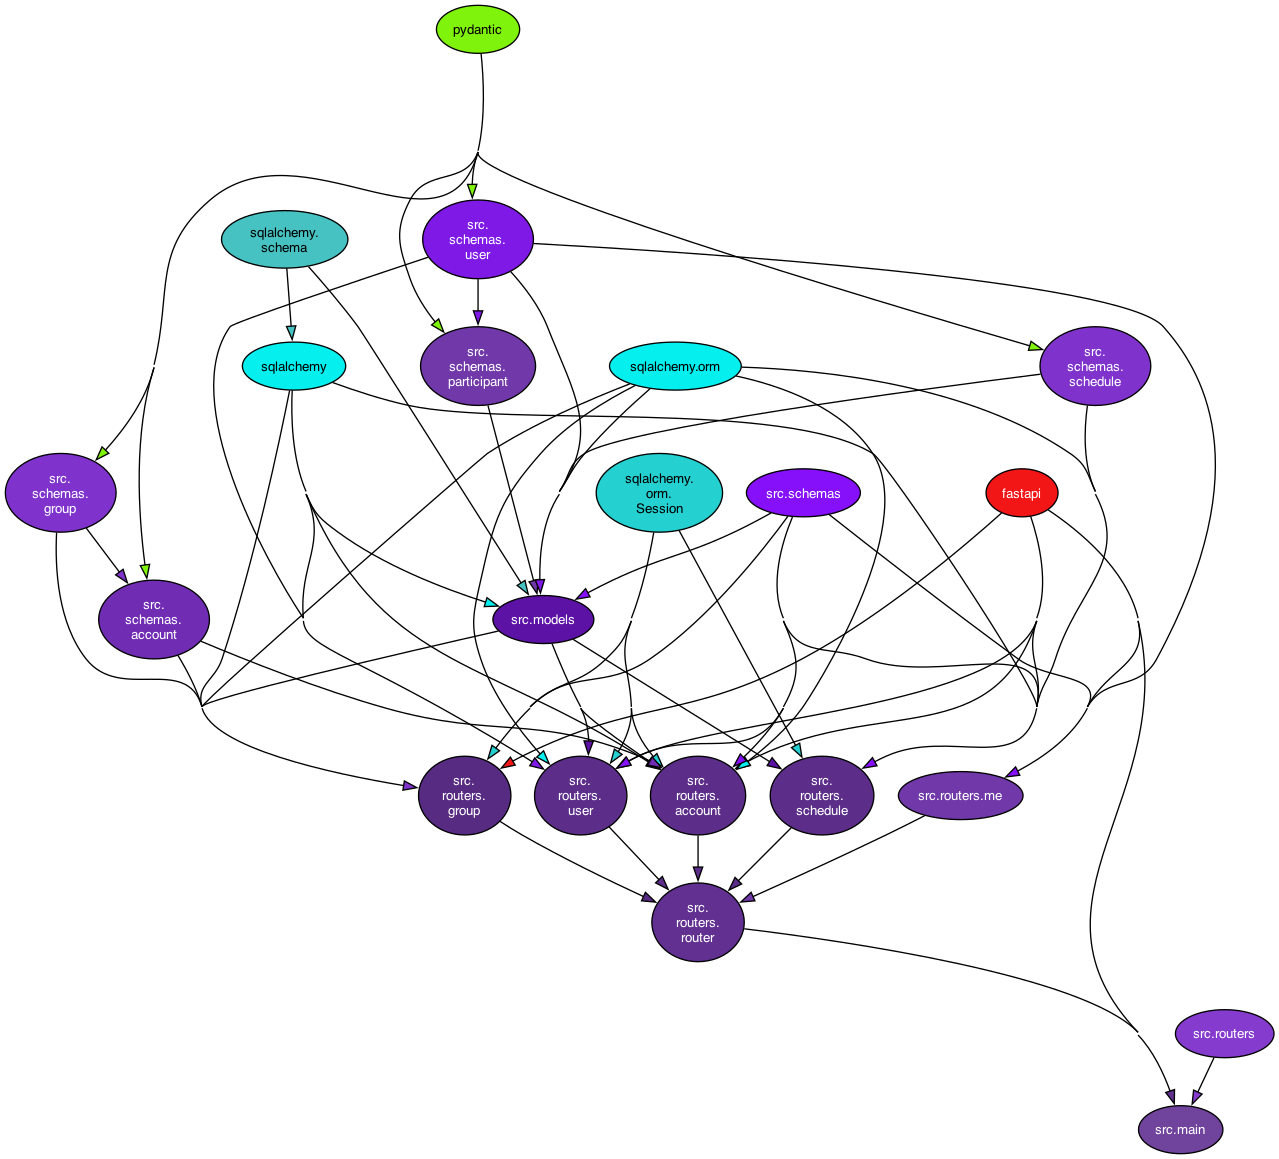 pydantic
sqlalchemy.
schema
src.
schemas.
user
sqlalchemy
src.
schemas.
participant
sqlalchemy.orm
src.
schemas.
schedule
src.
schemas.
group
sqlalchemy.
orm.
Session
src.schemas
fastapi
src.
schemas.
account
src.models
src.
routers.
group
src.
routers.
user
src.
routers.
account
src.
routers.
schedule
src.routers.me
src.
routers.
router
src.routers
src.main